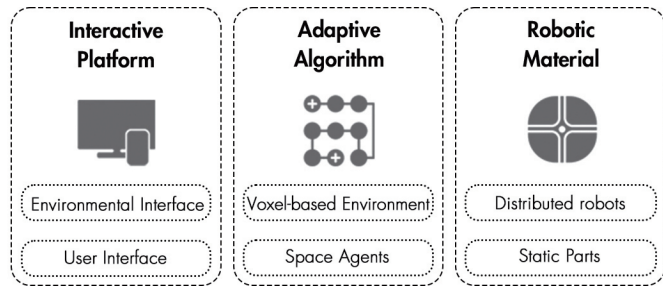 Interactive
Platform
Environmental Interface
User Interface
Adaptive
Algorithm
Voxel-based Environment
Space Agents
Robotic
Material
Distributed robots
Static Parts